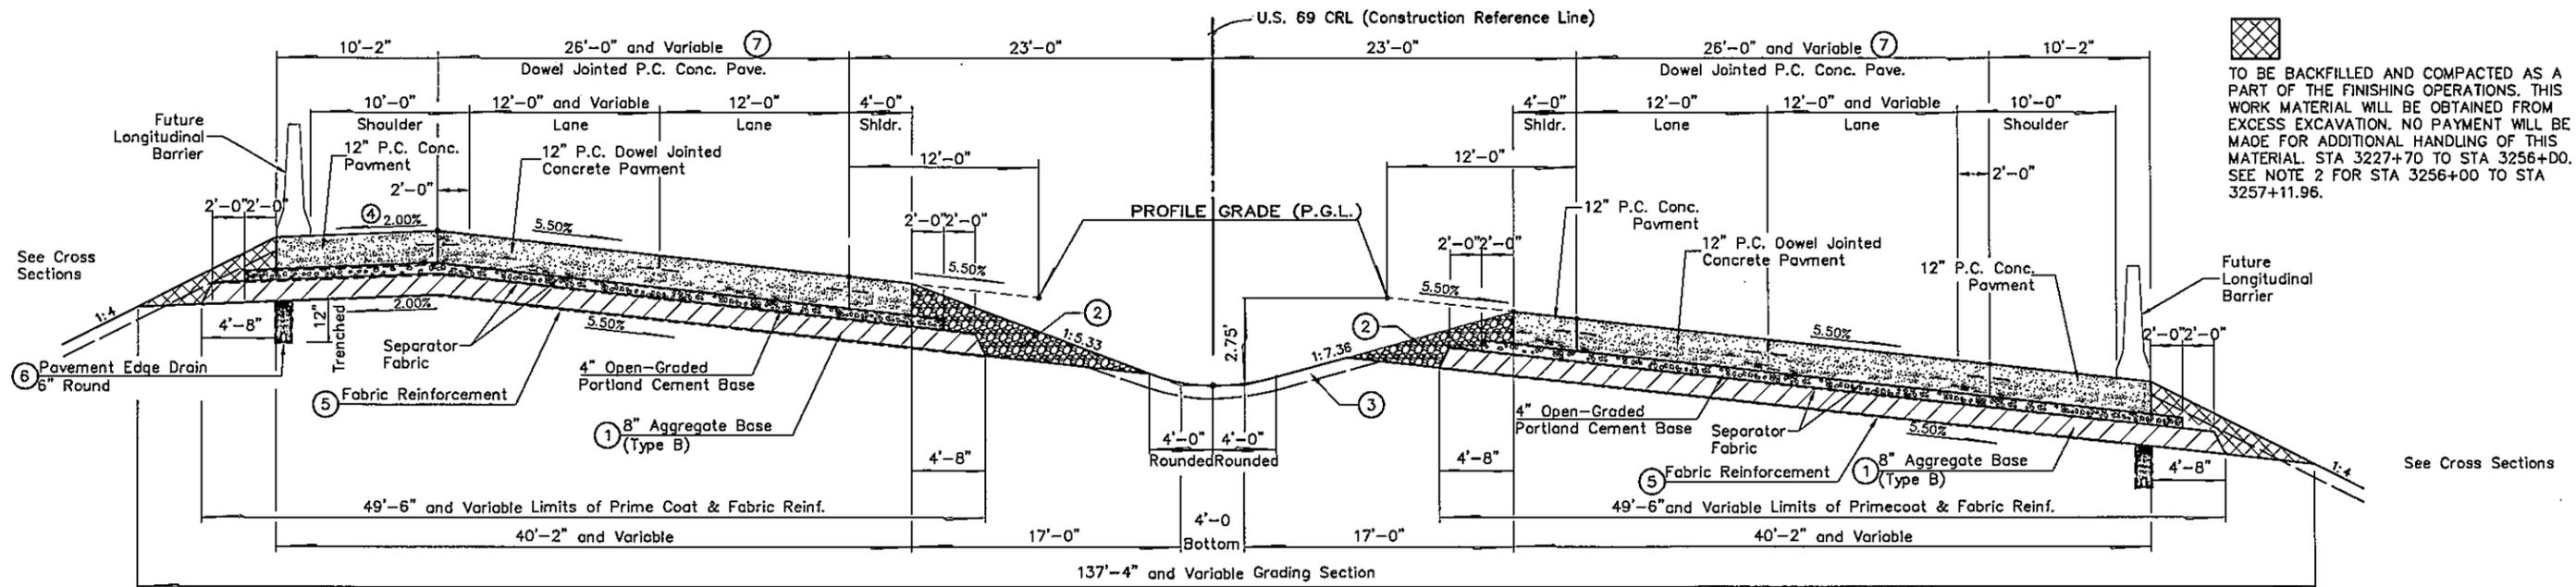 U.S. 69 CRL (Construction Reference Line)
10'-2"
26'-0" and Variable 7
23'-0"
23'-0"
26'-0" and Variable 7
10'-2"
Dowel Jointed P.C. Conc. Pave.
Dowel Jointed P.C. Conc. Pave.
TO BE BACKFILLED AND COMPACTED AS A
PART OF THE FINISHING OPERATIONS. THIS
WORK MATERIAL WILL BE OBTAINED FROM
EXCESS EXCAVATION. NO PAYMENT WILL BE
MADE FOR ADDITIONAL HANDLING OF THIS
MATERIAL. STA 3227+70 TO STA 3256+D0.
SEE NOTE 2 FOR STA 3256+00 TO STA
3257+11.96.
10'-0"
12'-0" and Variable
12'-0"
4'-0"
Shoulder
Lane
Lane
Shldr.
4'-0"
12'-0"
12'-0" and Variable
10'-0"
Shldr.
Lane
Lane
Shoulder
Future
Longitudinal
Barrier
12" P.C. Conc.
Pavment
12" P.C. Dowel Jointed
Concrete Pavment
12'-0"
12'-0"
2'-0"
2'-0"
2'-0" 2'-0"
4 2.00%
5.50%
2'-0" 2'-0"
PROFILE GRADE (P.G.L.)
12" P.C. Conc.
Pavment
12" P.C. Dowel Jointed
Concrete Pavment
12" P.C. Conc.
Pavment
2'-0" 2'-0"
Future
Longitudinal
Barrier
See Cross
Sections
5.50%
5.50%
5.50%
2'-0" 2'-0"
1:4
4'-8"
12"
Trenched
2.00%
5.50%
Separator
Fabric
2
1:5.33
2.75'
1:7.36
2
6 Pavement Edge Drain
6" Round
5 Fabric Reinforcement
4" Open-Graded
Portland Cement Base
1 8" Aggregate Base
(Type B)
3
4" Open-Graded
Portland Cement Base
Separator
Fabric
5.50%
5 Fabric Reinforcement
1 8" Aggregate Base
(Type B)
4'-8"
1:4
See Cross Sections
4'-8"
4'-0" 4'-0"
Rounded Rounded
4'-8"
49'-6" and Variable Limits of Prime Coat & Fabric Reinf.
49'-6"and Variable Limits of Primecoat & Fabric Reinf.
40'-2" and Variable
17'-0"
4'-0
Bottom
17'-0"
40'-2" and Variable
137'-4" and Variable Grading Section